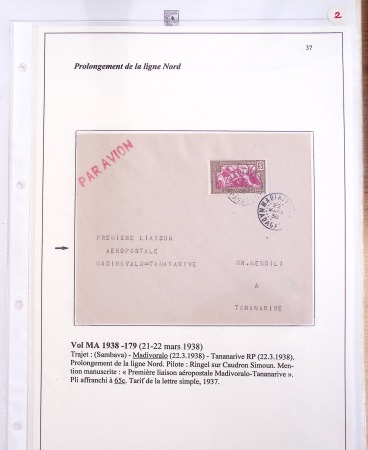 2
37
Prolongement de la ligne Nord
PAR AVION
PREMIÈRE LIAISON
AÉROPOSTALE
MADIROVALO=TANANARIVE
MR.MENGILI
A
TANANARIVE
Vol MA 1938 -179 (21-22 mars 1938)
Trajet : (Sambava) - Madivoralo (22.3.1938) - Tananarive RP (22.3.1938).
Prolongement de la ligne Nord. Pilote : Ringel sur Caudron Simoun. Men-
tion manuscrite : « Première liaison aéropostale Madivoralo-Tananarive ».
Pli affranchi à 65c. Tarif de la lettre simple, 1937.